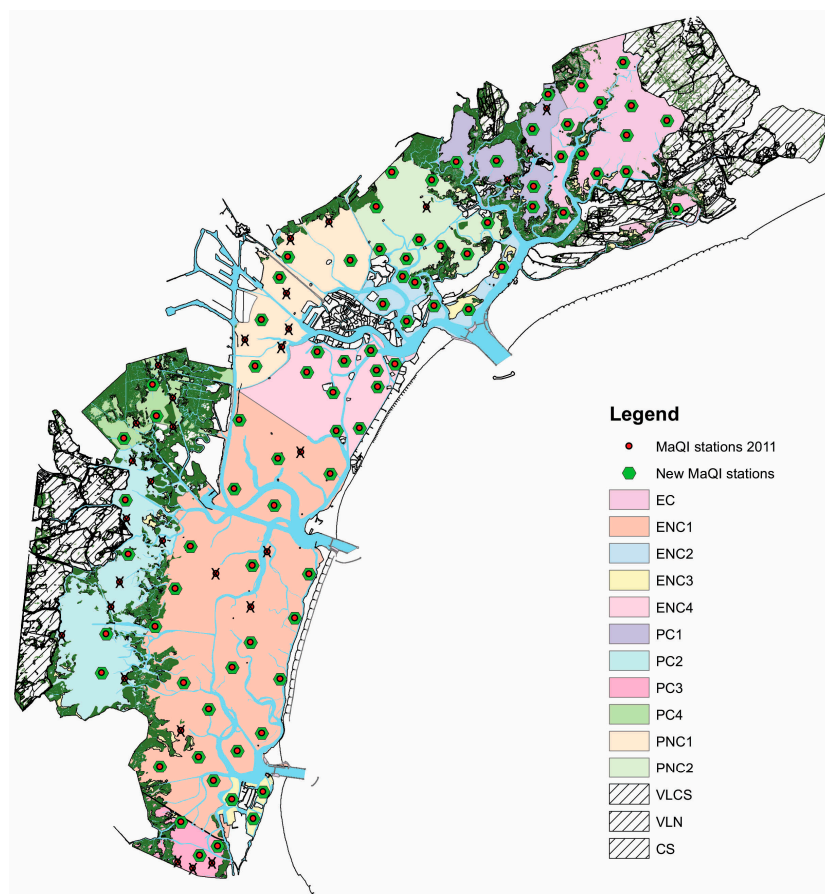 Legend
MaQI stations 2011
New MaQI stations
EC
ENC1
ENC2
ENC3
ENC4
PC1
PC2
PC3
PC4
PNC1
PNC2
VLCS
VLN
CS